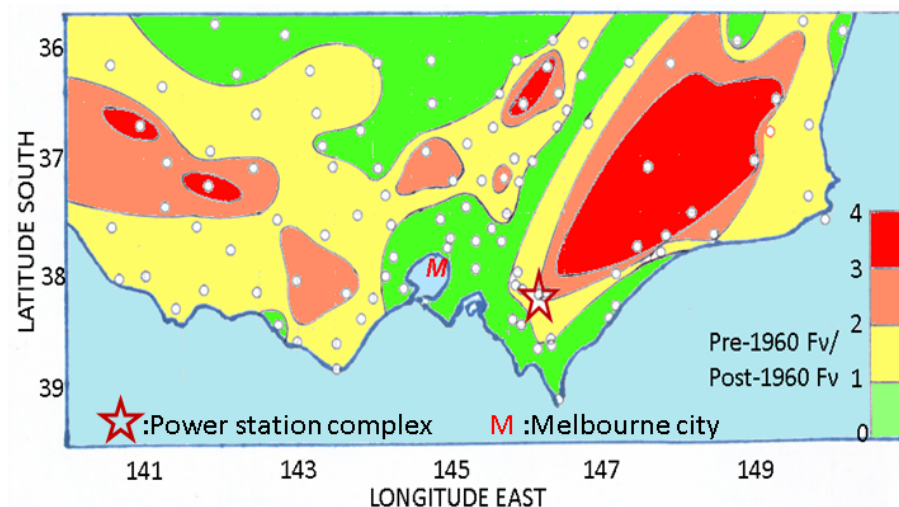 36
37
38
39
LATITUDE SOUTH
M
4
3
2
1
0
Pre-1960 Fv/
Post-1960 Fv
:Power station complex
M :Melbourne city
141 143 145 147 149
LONGITUDE EAST